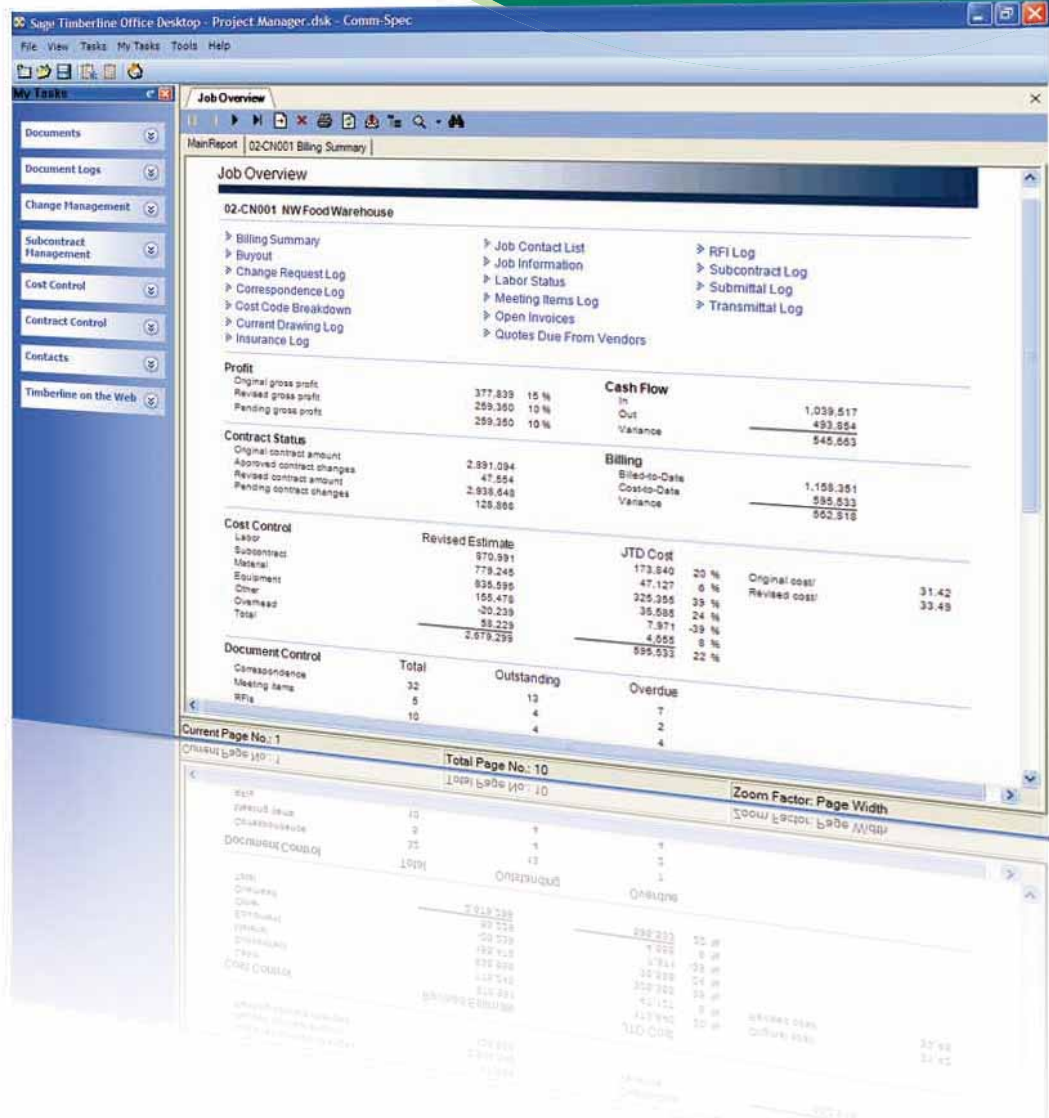 Sage Timberline Office Desktop - Project Manager.dsk - Comm-Spec
File View Tasks My Tasks Tools Help
My Tasks
Documents
Document Logs
Change Management
Subcontract
Management
Cost Control
Contract Control
Contacts
Timberline on the Web
Job Overview
MainReport 02-CN001 Billing Summary
Job Overview
02-CN001 NW Food Warehouse
Billing Summary
Buyout
Change Request Log
Correspondence Log
Cost Code Breakdown
Current Drawing Log
Insurance Log
Job Contact List
Job Information
Labor Status
Meeting Items Log
Open Invoices
Quotes Due From Vendors
RFI Log
Subcontract Log
Submittal Log
Transmittal Log
Profit
Original gross profit 377,839 15 %
Revised gross profit 259,350 10 %
Pending gross profit 259,350 10 %
Cash Flow
In 1,039,517
Out 493,854
Variance 545,663
Contract Status
Original contract amount 2,891,094
Approved contract changes 47,554
Revised contract amount 2,938,648
Pending contract changes 128,866
Billing
Billed-to-Date 1,158,351
Cost-to-Date 595,533
Variance 562,818
Cost Control Revised Estimate JTD Cost
Labor 870,991 173,840 20 % Original cost/ 31.42
Subcontract 779,245 47,127 6 % Revised cost/ 33.49
Material 835,595 325,355 39 %
Equipment 155,478 36,585 24 %
Other -20,239 7,971 -39 %
Overhead 58,229 4,655 8 %
Total 2,679,299 595,533 22 %
Document Control Total Outstanding Overdue
Correspondence 32 13 7
Meeting items 5 4 2
RFIs 10 4 4
Current Page No.: 1 Total Page No.: 10 Zoom Factor: Page Width